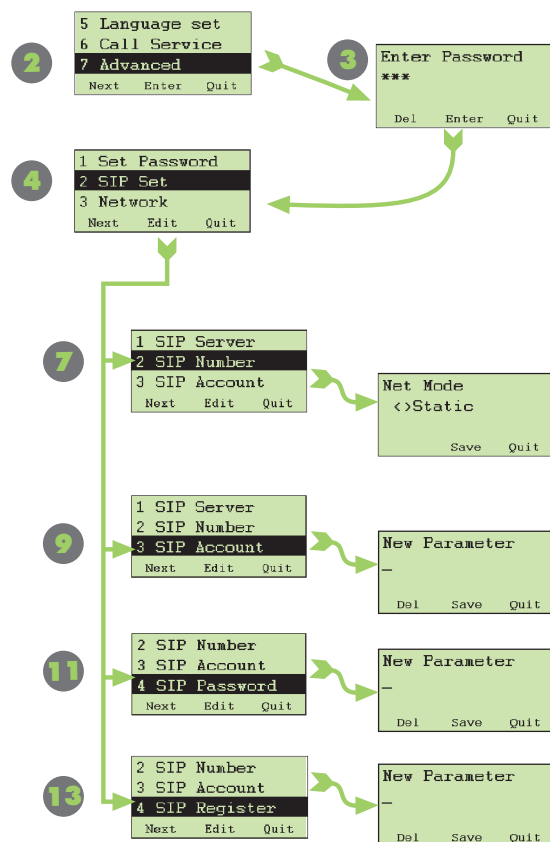 2
5 Language set
6 Call Service
7 Advanced
Next Enter Quit
3
Enter Password
***
Del Enter Quit
4
1 Set Password
2 SIP Set
3 Network
Next Edit Quit
7
1 SIP Server
2 SIP Number
3 SIP Account
Next Edit Quit
Net Mode
<>Static
Save Quit
9
1 SIP Server
2 SIP Number
3 SIP Account
Next Edit Quit
New Parameter
_
Del Save Quit
11
2 SIP Number
3 SIP Account
4 SIP Password
Next Edit Quit
New Parameter
_
Del Save Quit
13
2 SIP Number
3 SIP Account
4 SIP Register
Next Edit Quit
New Parameter
_
Del Save Quit